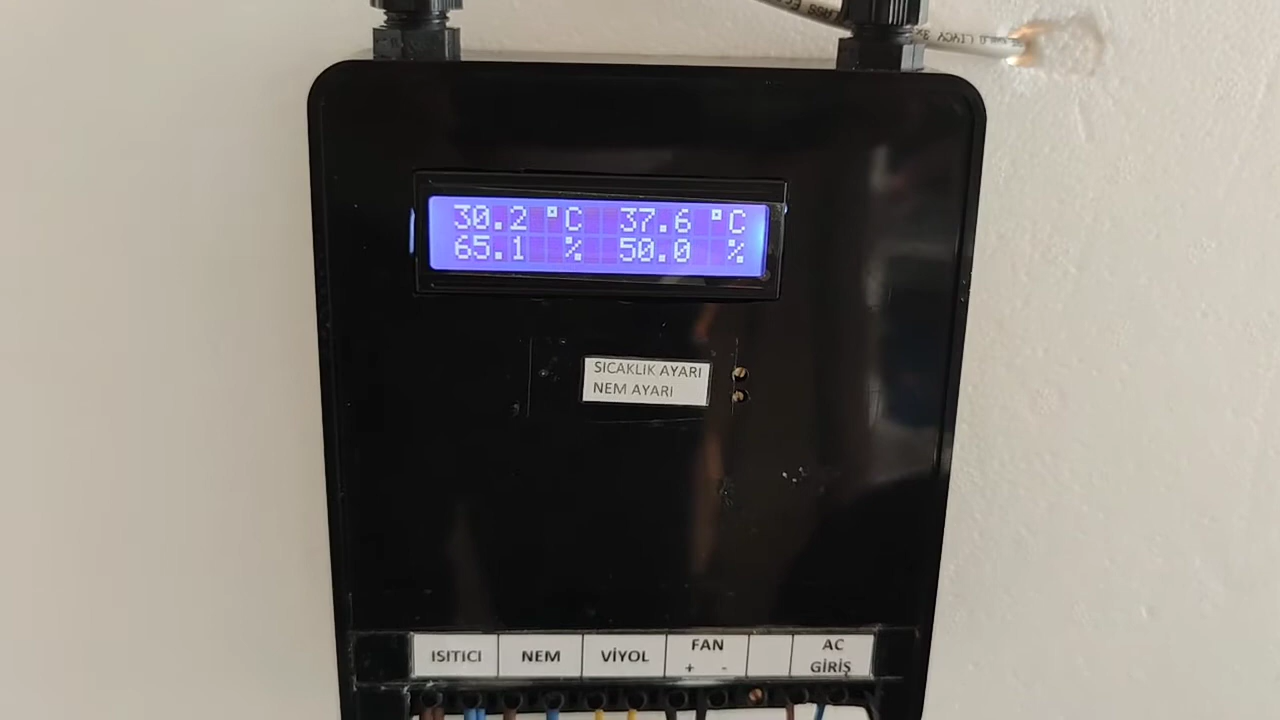 30.2 °C 37.6 °C
65.1 % 50.0 %
SICAKLIK AYARI
NEM AYARI
ISITICI
NEM
VİYOL
FAN
+ -
AC
GİRİŞ